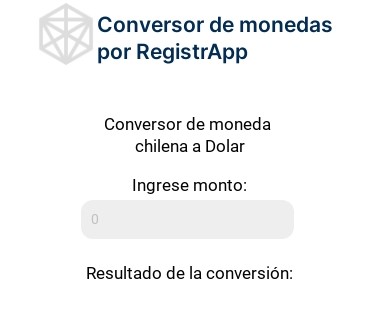 Conversor de monedas
por RegistrApp
Conversor de moneda
chilena a Dolar
Ingrese monto:
0
Resultado de la conversión: